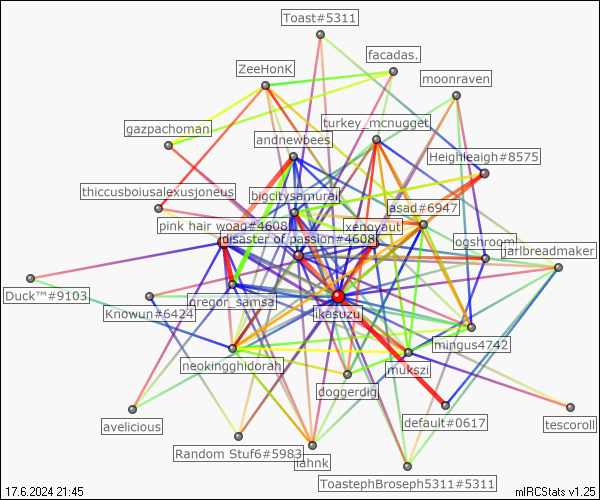 Toast#5311
facadas.
ZeeHonK
moonraven
turkey_mcnugget
gazpachoman
andnewbees
Heighleaigh#8575
thiccusboiusalexusjoneus
bigcitysamurai
asad#6947
pink hair woag#4608
xenoyaut
disaster of passion#4608
ogshroom
jarlbreadmaker
Duck™#9103
Knowun#6424
gregor_samsa
ikasuzu
mingus4742
neokingghidorah
mukszi
doggerdig
default#0617
tescoroll
avelicious
Random Stuf6#5983
iahnk
ToastephBroseph5311#5311
17.6.2024 21:45
mIRCStats v1.25